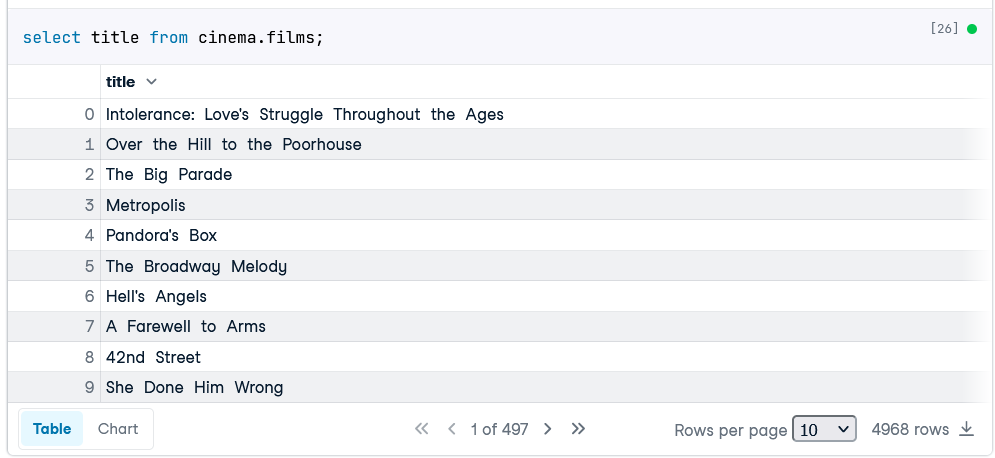 select title from cinema.films;
[26]
title
0 Intolerance: Love's Struggle Throughout the Ages
1 Over the Hill to the Poorhouse
2 The Big Parade
3 Metropolis
4 Pandora's Box
5 The Broadway Melody
6 Hell's Angels
7 A Farewell to Arms
8 42nd Street
9 She Done Him Wrong
Table Chart 1 of 497 Rows per page 10 4968 rows